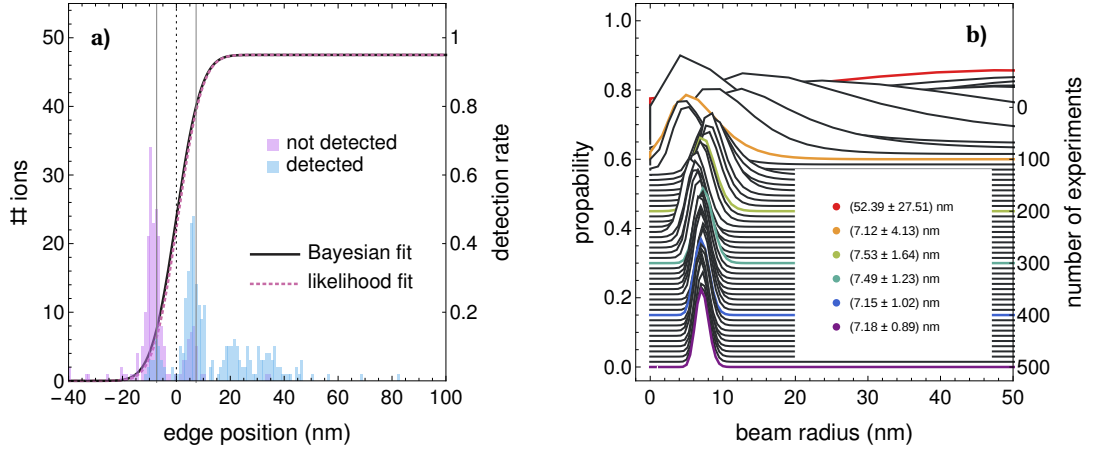 a)
50
40
30
20
10
0
# ions
−40
−20
0
20
40
60
80
100
edge position (nm)
1
0.8
0.6
0.4
0.2
detection rate
not detected
detected
Bayesian fit
likelihood fit
b)
1.0
0.8
0.6
0.4
0.2
0.0
propability
0
10
20
30
40
50
beam radius (nm)
0
100
200
300
400
500
number of experiments
(52.39 ± 27.51) nm
(7.12 ± 4.13) nm
(7.53 ± 1.64) nm
(7.49 ± 1.23) nm
(7.15 ± 1.02) nm
(7.18 ± 0.89) nm